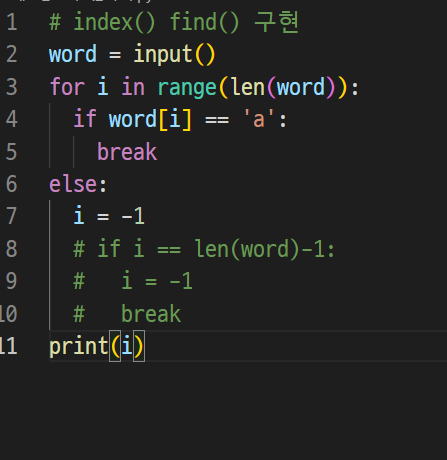 1 # index() find() 구현
2 word = input()
3 for i in range(len(word)):
4 if word[i] == 'a':
5 break
6 else:
7 i = -1
8 # if i == len(word)-1:
9 # i = -1
10 # break
11 print(i)